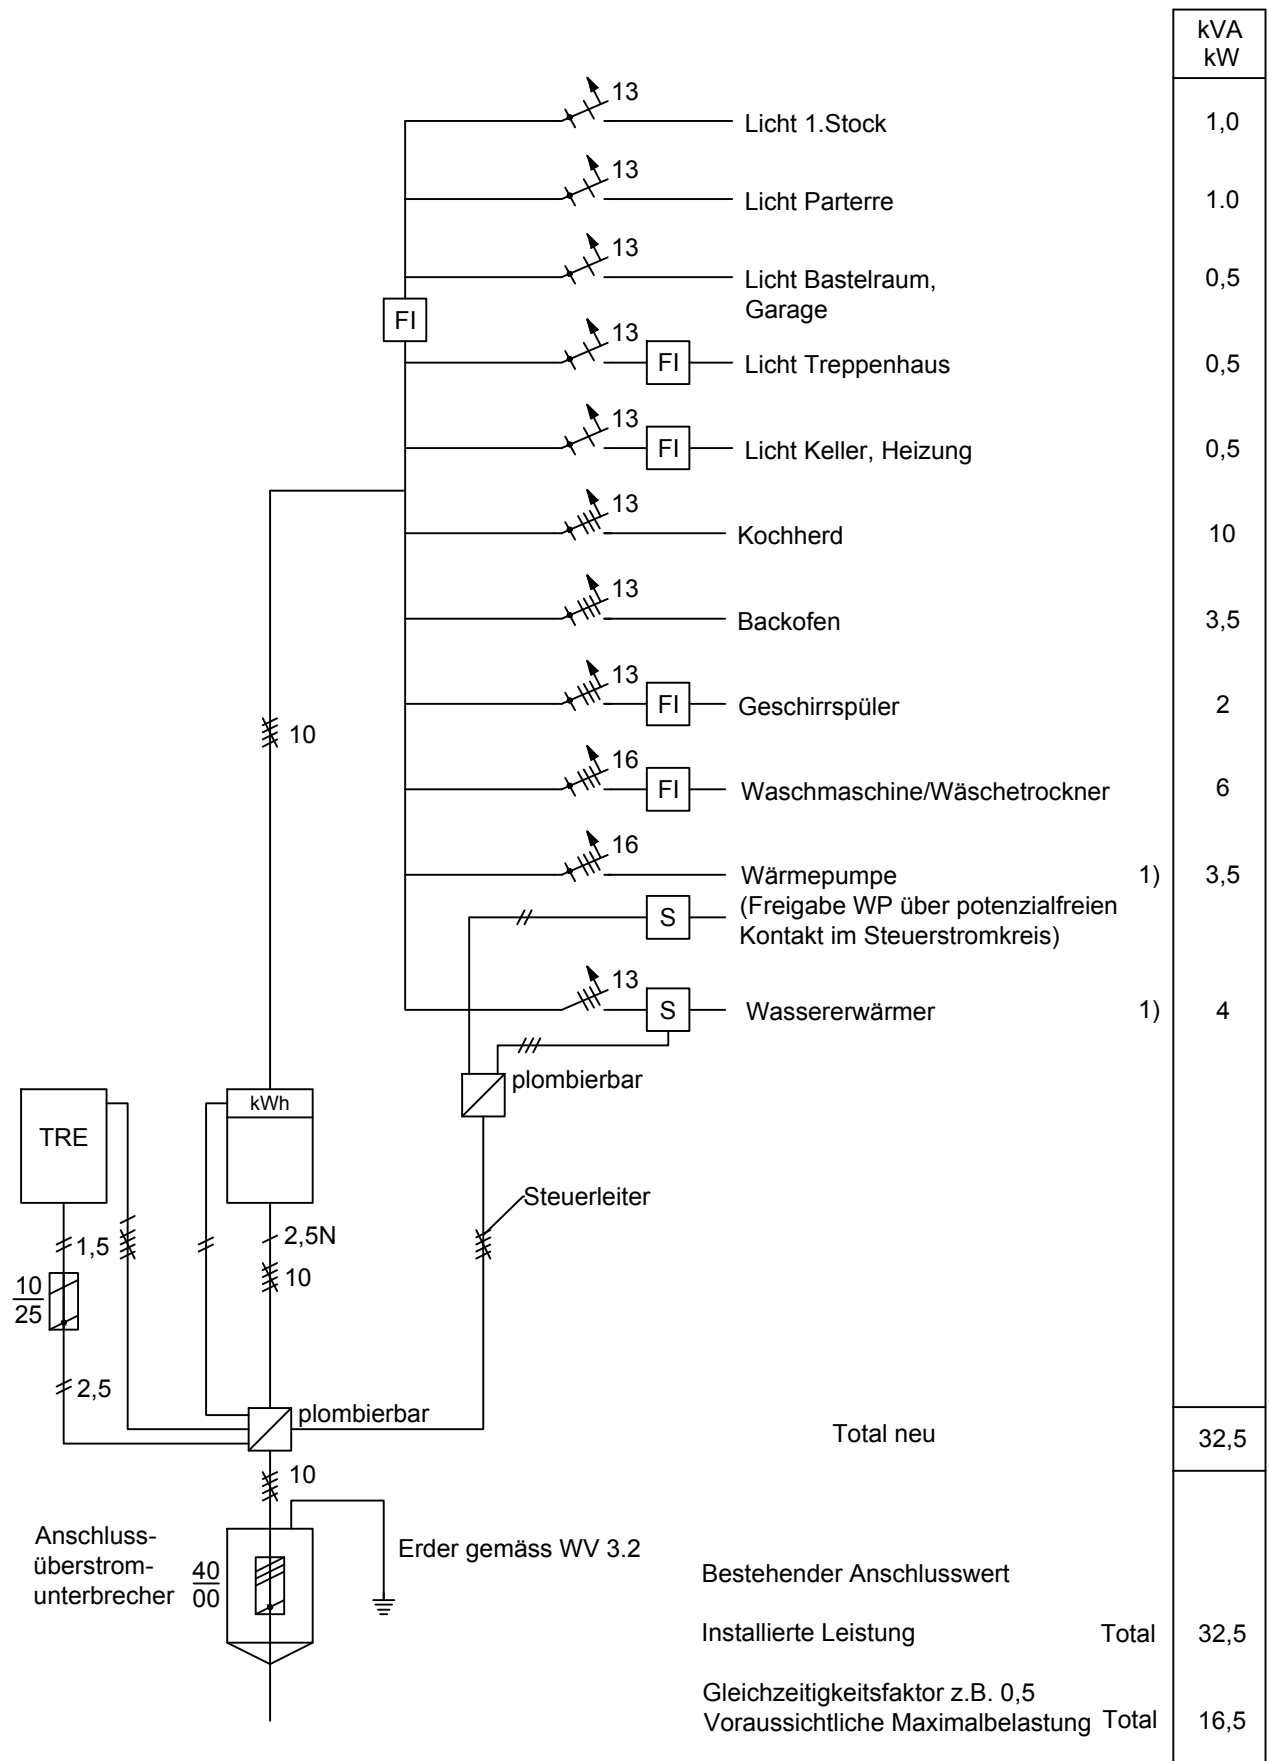 kVA
kW
13
Licht 1.Stock
1,0
13
Licht Parterre
1.0
13
Licht Bastelraum,
Garage
0,5
FI
13
FI
Licht Treppenhaus
0,5
13
FI
Licht Keller, Heizung
0,5
13
Kochherd
10
13
Backofen
3,5
13
FI
Geschirrspüler
2
10
16
FI
Waschmaschine/Wäschetrockner
6
16
Wärmepumpe
1)
3,5
(Freigabe WP über potenzialfreien
Kontakt im Steuerstromkreis)
S
13
S
Wassererwärmer
1)
4
plombierbar
kWh
TRE
Steuerleiter
1,5
2,5N
10
10
25
2,5
plombierbar
Total neu
32,5
10
Anschluss-
überstrom-
unterbrecher
40
00
Erder gemäss WV 3.2
Bestehender Anschlusswert
Installierte Leistung
Total
32,5
Gleichzeitigkeitsfaktor z.B. 0,5
Voraussichtliche Maximalbelastung
Total
16,5